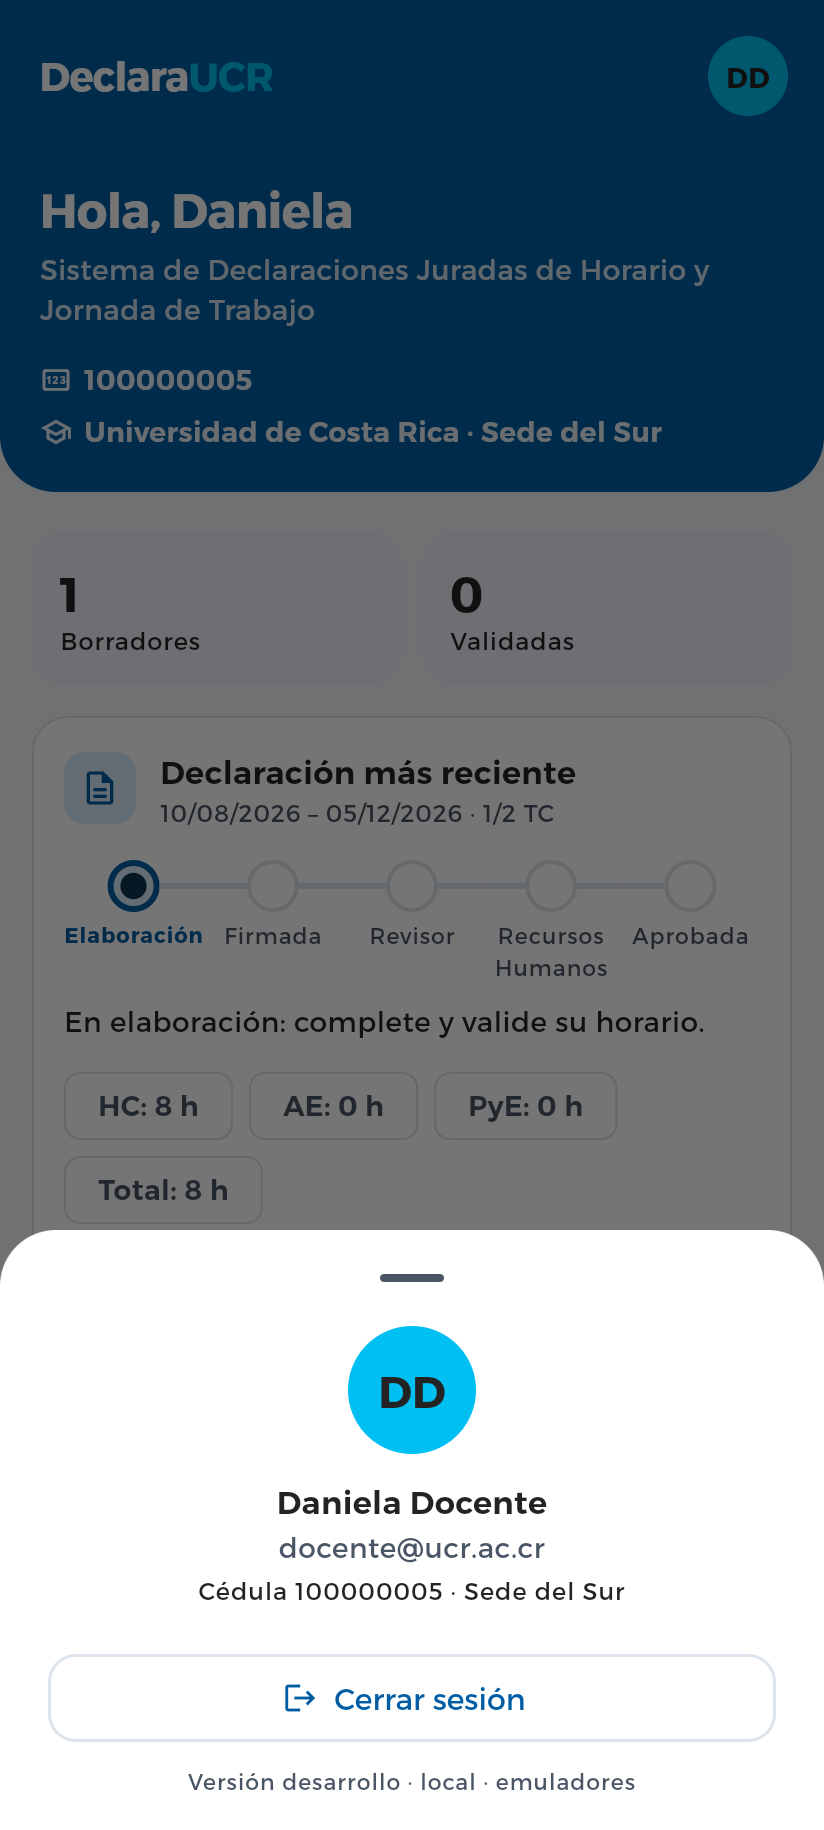 DeclaraUCR
DD
Hola, Daniela
Sistema de Declaraciones Juradas de Horario y
Jornada de Trabajo
123 100000005
Universidad de Costa Rica · Sede del Sur
1
Borradores
0
Validadas
Declaración más reciente
10/08/2026 – 05/12/2026 · 1/2 TC
Elaboración
Firmada
Revisor
Recursos
Humanos
Aprobada
En elaboración: complete y valide su horario.
HC: 8 h
AE: 0 h
PyE: 0 h
Total: 8 h
DD
Daniela Docente
docente@ucr.ac.cr
Cédula 100000005 · Sede del Sur
Cerrar sesión
Versión desarrollo · local · emuladores